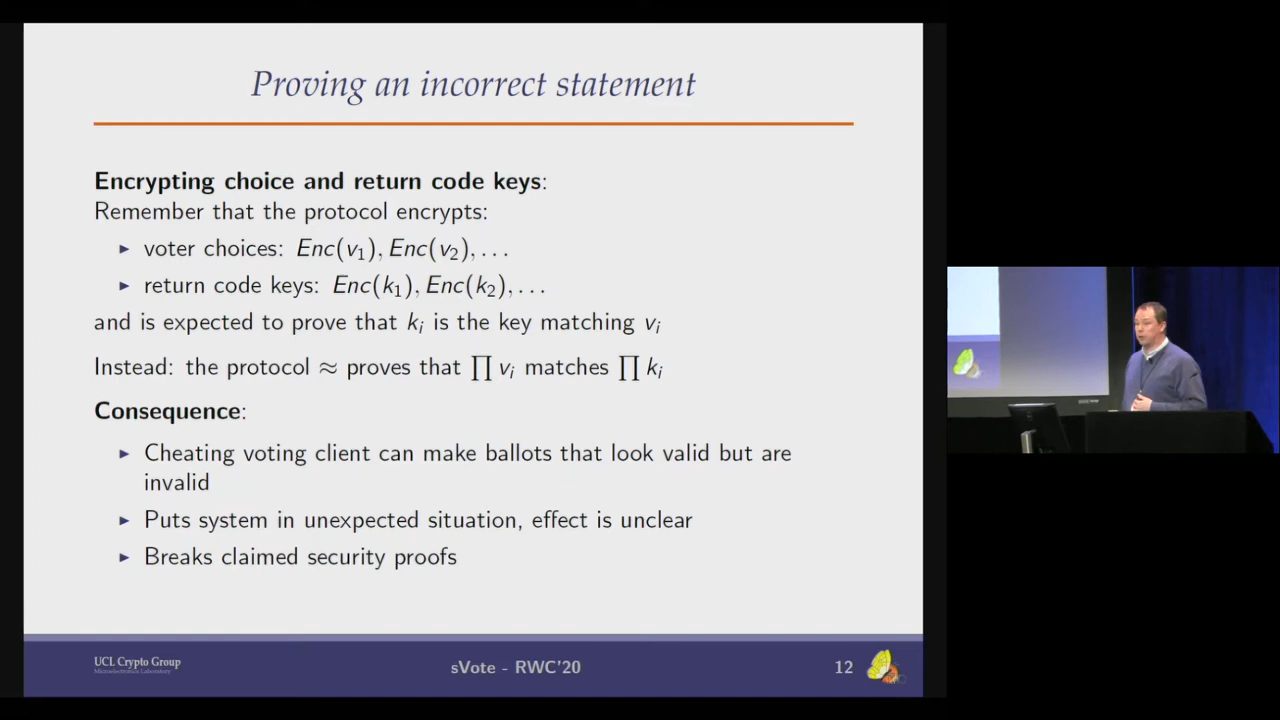 Proving an incorrect statement
Encrypting choice and return code keys:
Remember that the protocol encrypts:
▶ voter choices: Enc(v₁), Enc(v₂), . . .
▶ return code keys: Enc(k₁), Enc(k₂), . . .
and is expected to prove that kᵢ is the key matching vᵢ
Instead: the protocol ≈ proves that ∏ vᵢ matches ∏ kᵢ
Consequence:
▶ Cheating voting client can make ballots that look valid but are
invalid
▶ Puts system in unexpected situation, effect is unclear
▶ Breaks claimed security proofs
UCL Crypto Group
Microelectronics Laboratory
sVote - RWC'20
12